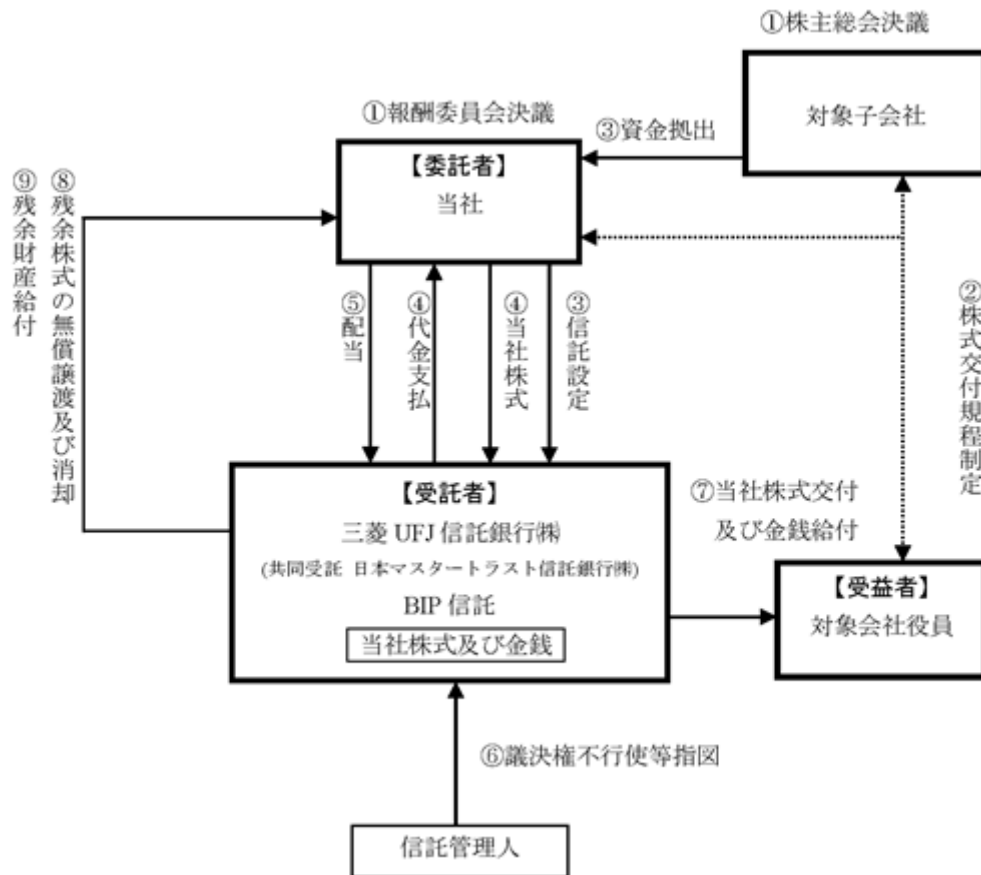 ①株主総会決議
対象子会社
①報酬委員会決議
③資金拠出
【委託者】
当社
⑨残余財産給付
⑧残余株式の無償譲渡及び消却
⑤配当
④代金支払
④当社株式
③信託設定
②株式交付規程制定
【受託者】
三菱 UFJ 信託銀行㈱
(共同受託 日本マスタートラスト信託銀行㈱)
BIP 信託
当社株式及び金銭
⑦当社株式交付
及び金銭給付
【受益者】
対象会社役員
⑥議決権不行使等指図
信託管理人